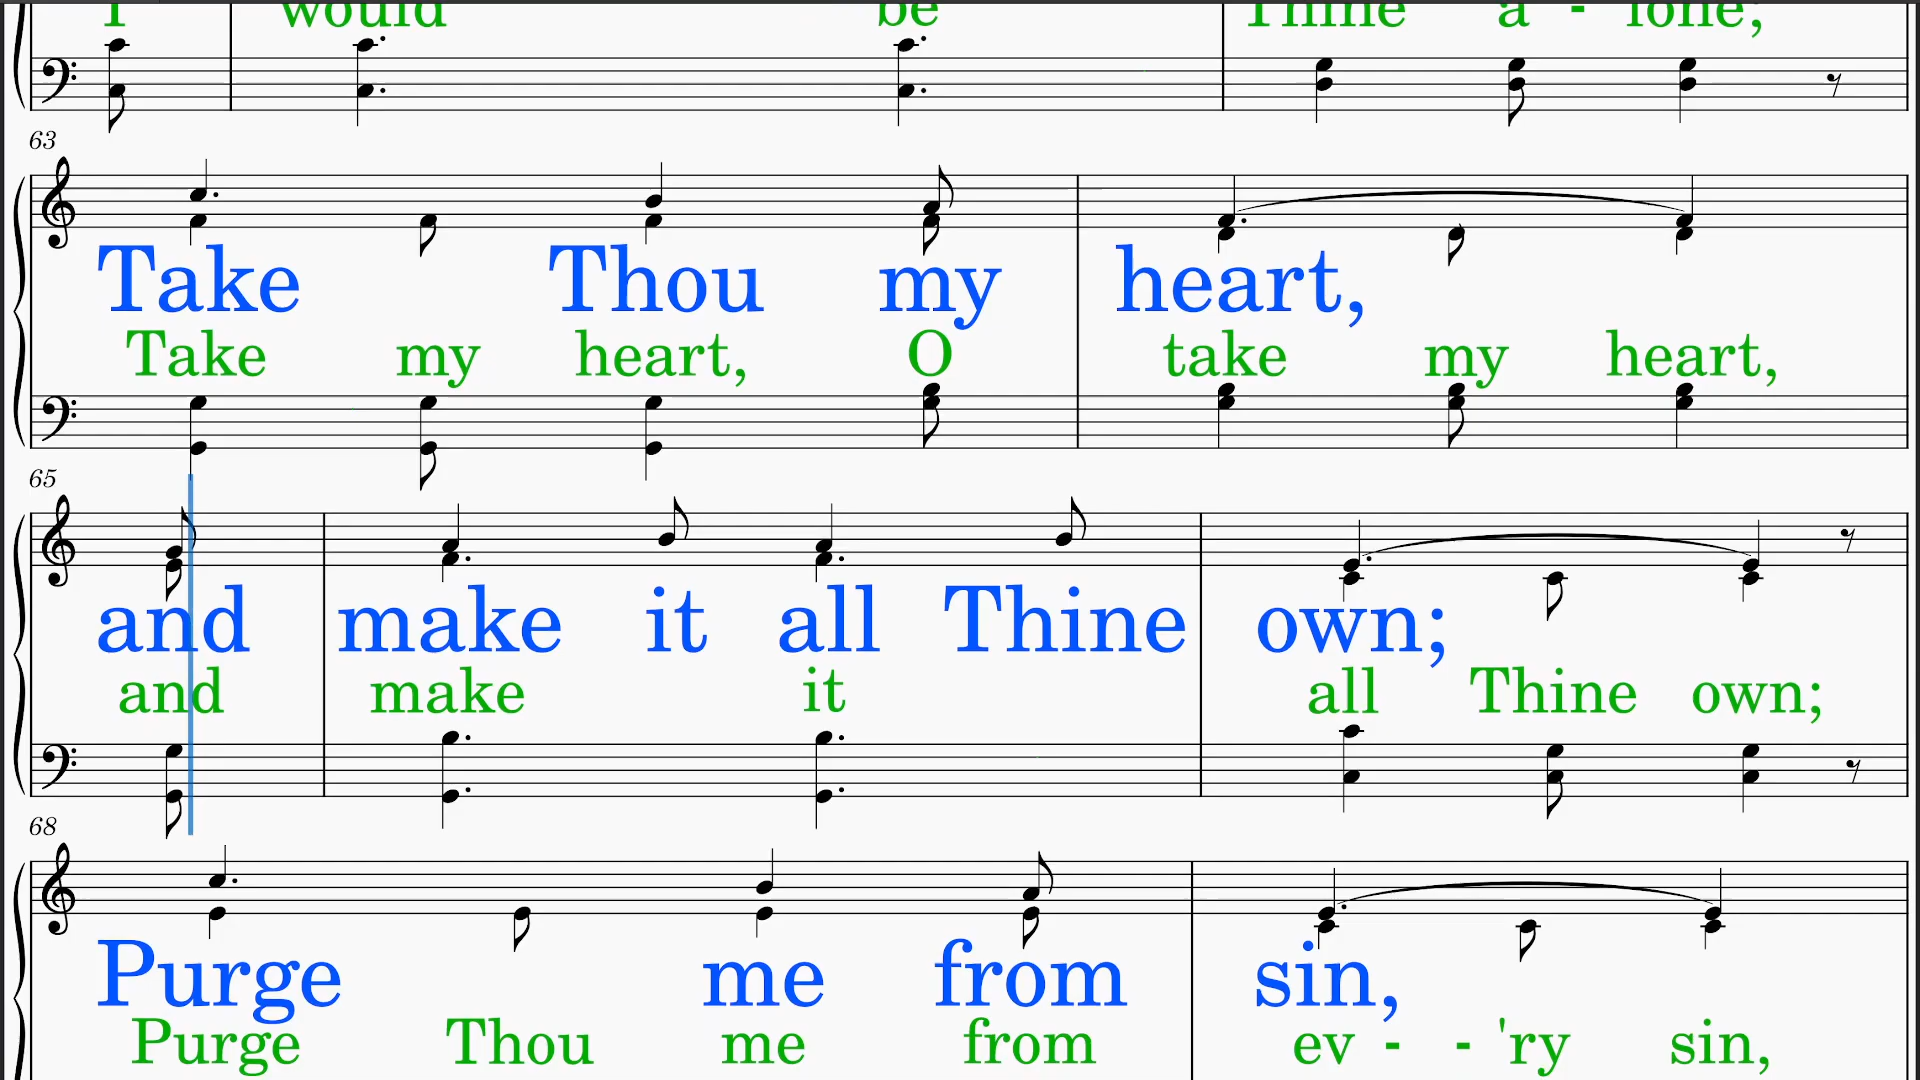 I would be Thine a - lone;
63
Take Thou my heart,
Take my heart, O take my heart,
65
and make it all Thine own;
and make it all Thine own;
68
Purge me from sin,
Purge Thou me from ev - - 'ry sin,